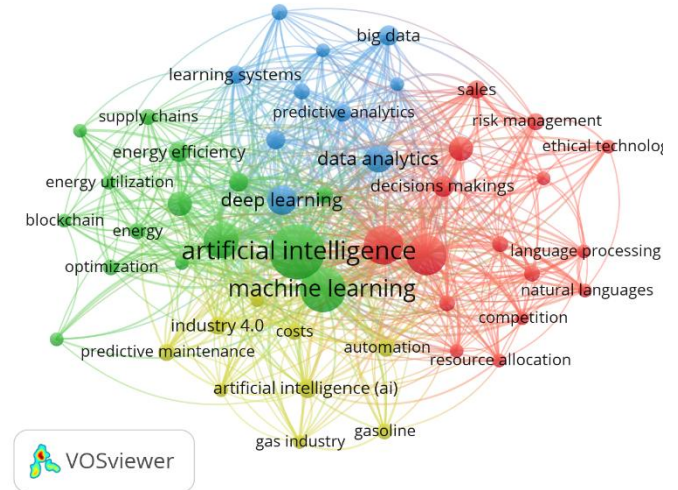 big data
learning systems
sales
supply chains
predictive analytics
risk management
ethical technolog
energy efficiency
data analytics
energy utilization
decisions makings
deep learning
blockchain
energy
artificial intelligence
language processing
optimization
machine learning
natural languages
competition
industry 4.0
costs
predictive maintenance
automation
resource allocation
artificial intelligence (ai)
gas industry
gasoline
VOSviewer